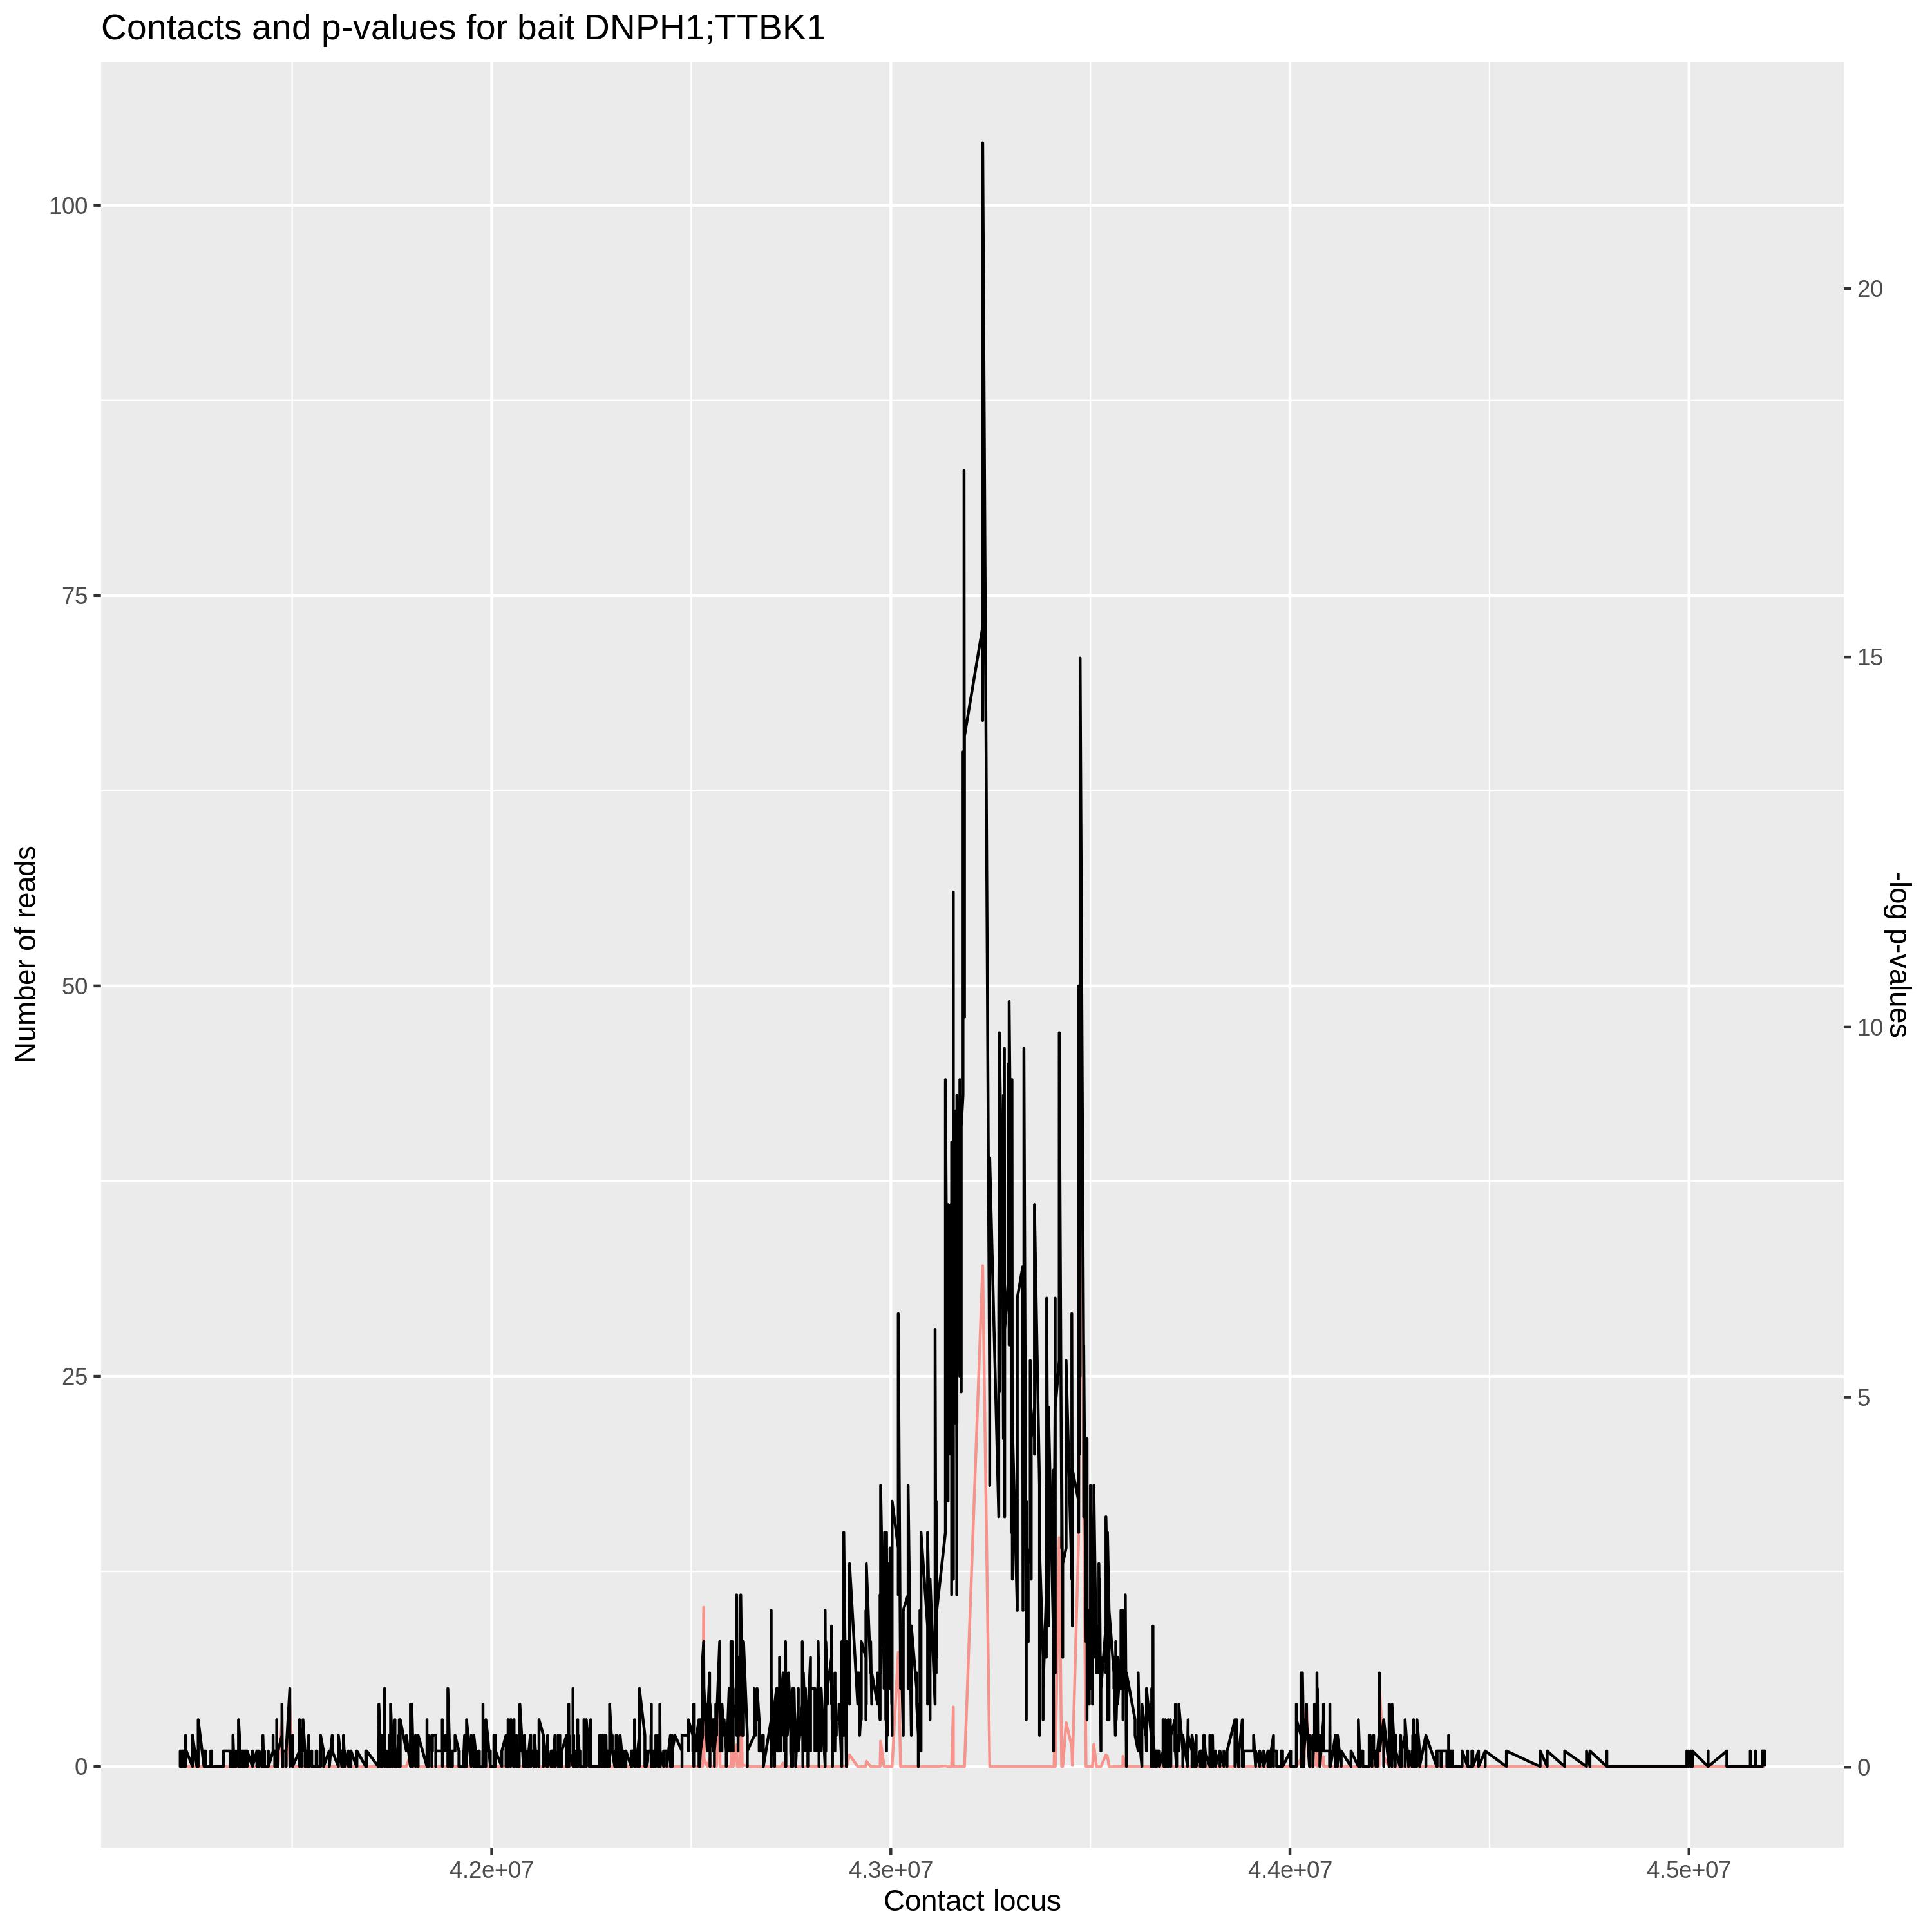 Contacts and p-values for bait DNPH1;TTBK1
100
75
50
25
0
Number of reads
20
15
10
5
0
-log p-values
4.2e+07
4.3e+07
4.4e+07
4.5e+07
Contact locus